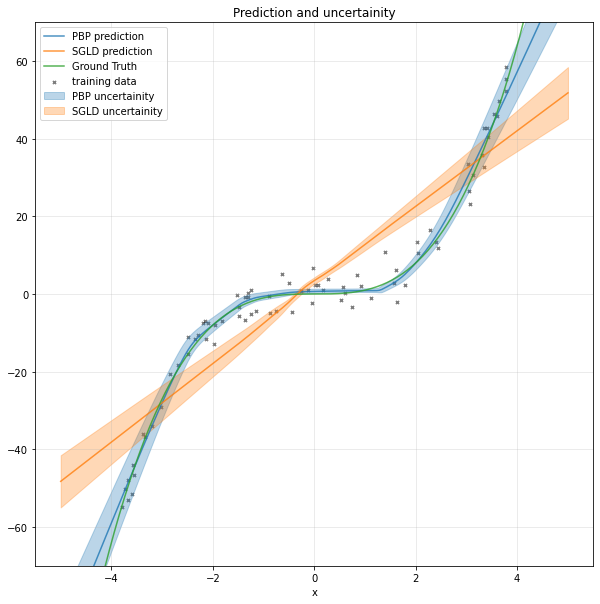 Prediction and uncertainity
PBP prediction
SGLD prediction
Ground Truth
training data
PBP uncertainity
SGLD uncertainity
60
40
20
0
−20
−40
−60
−4
−2
0
2
4
x